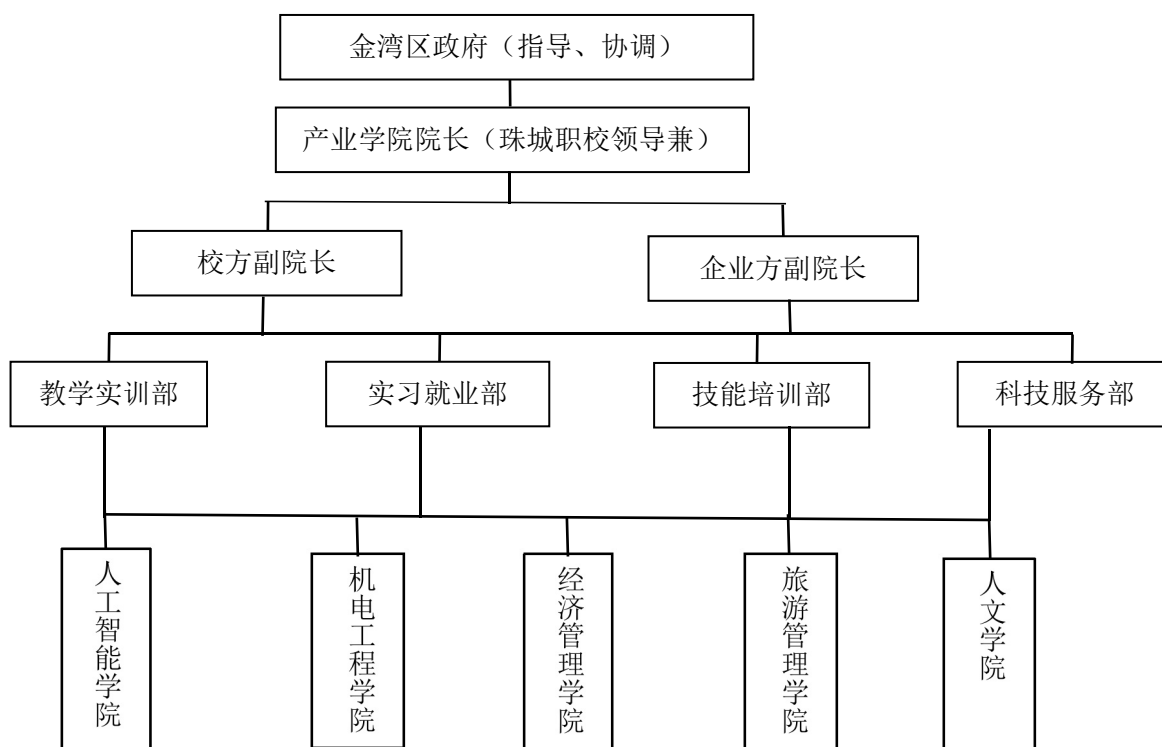 金湾区政府（指导、协调）
产业学院院长（珠城职校领导兼）
校方副院长
企业方副院长
教学实训部
实习就业部
技能培训部
科技服务部
人工智能学院
机电工程学院
经济管理学院
旅游管理学院
人文学院